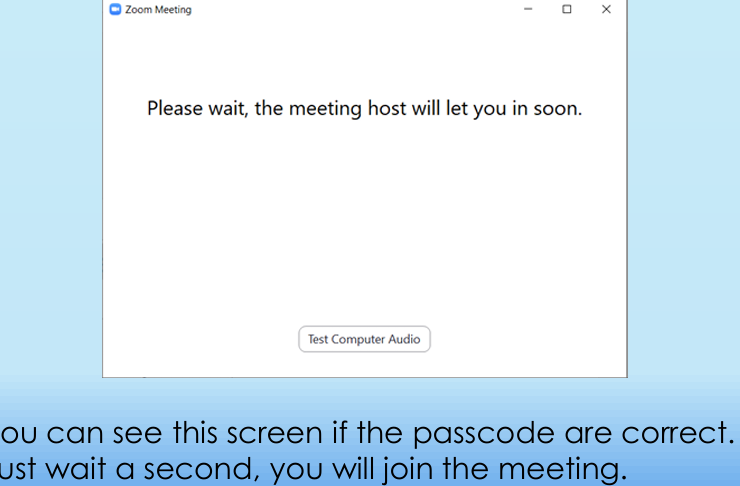 Zoom Meeting
Please wait, the meeting host will let you in soon.
Test Computer Audio
ou can see this screen if the passcode are correct.
ust wait a second, you will join the meeting.